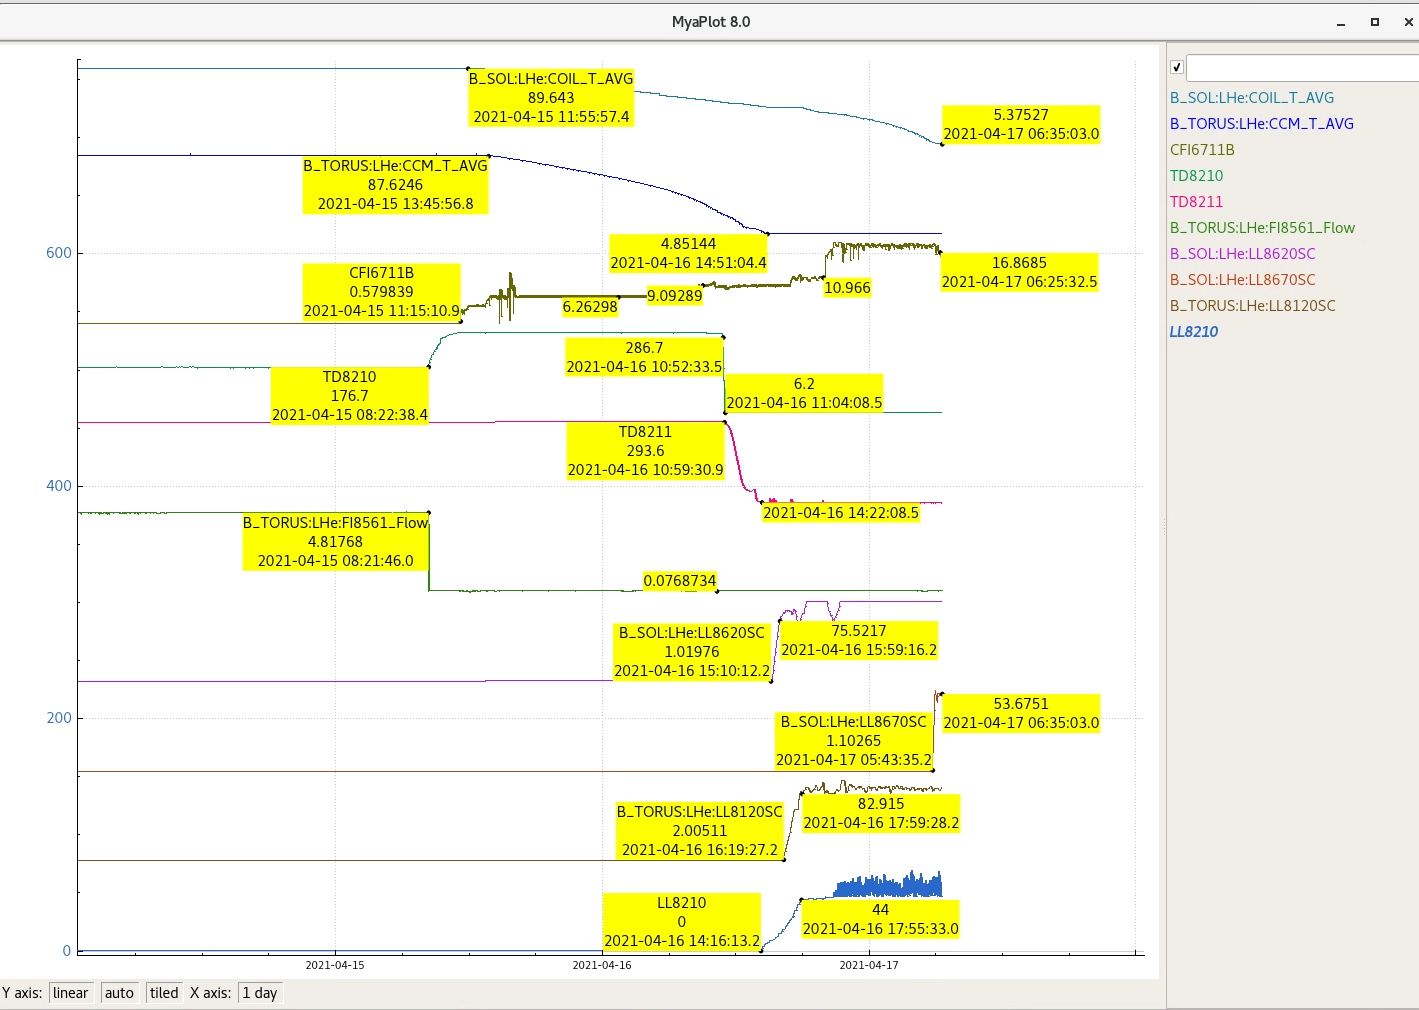 MyaPlot 8.0
B_SOL:LHe:COIL_T_AVG
89.643
2021-04-15 11:55:57.4
5.37527
2021-04-17 06:35:03.0
B_TORUS:LHe:CCM_T_AVG
87.6246
2021-04-15 13:45:56.8
4.85144
2021-04-16 14:51:04.4
600
CFI6711B
0.579839
2021-04-15 11:15:10.9
6.26298
9.09289
10.966
16.8685
2021-04-17 06:25:32.5
TD8210
176.7
2021-04-15 08:22:38.4
286.7
2021-04-16 10:52:33.5
6.2
2021-04-16 11:04:08.5
TD8211
293.6
2021-04-16 10:59:30.9
2021-04-16 14:22:08.5
400
B_TORUS:LHe:FI8561_Flow
4.81768
2021-04-15 08:21:46.0
0.0768734
B_SOL:LHe:LL8620SC
1.01976
2021-04-16 15:10:12.2
75.5217
2021-04-16 15:59:16.2
200
B_SOL:LHe:LL8670SC
1.10265
2021-04-17 05:43:35.2
53.6751
2021-04-17 06:35:03.0
B_TORUS:LHe:LL8120SC
2.00511
2021-04-16 16:19:27.2
82.915
2021-04-16 17:59:28.2
LL8210
0
2021-04-16 14:16:13.2
44
2021-04-16 17:55:33.0
0
2021-04-15
2021-04-16
2021-04-17
Y axis: linear auto tiled X axis: 1 day
B_SOL:LHe:COIL_T_AVG
B_TORUS:LHe:CCM_T_AVG
CFI6711B
TD8210
TD8211
B_TORUS:LHe:FI8561_Flow
B_SOL:LHe:LL8620SC
B_SOL:LHe:LL8670SC
B_TORUS:LHe:LL8120SC
LL8210